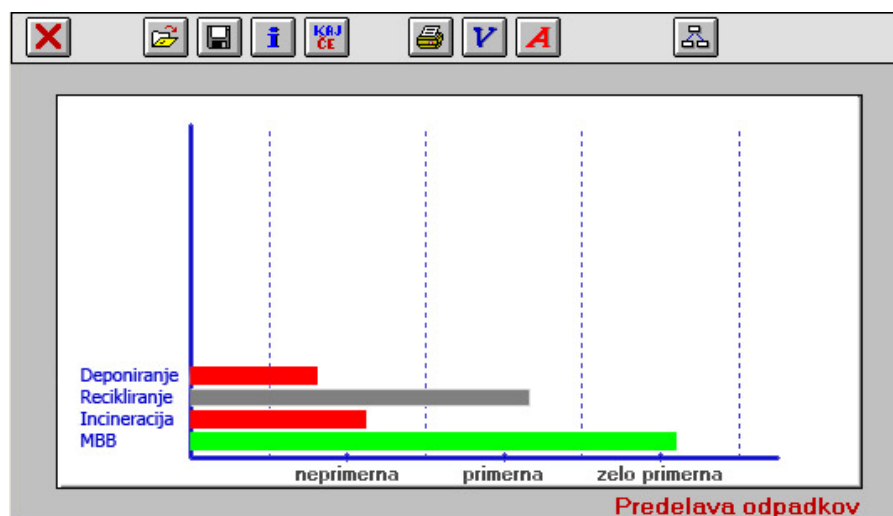 KAJ
ČE
V
A
Deponiranje
Recikliranje
Incineracija
MBB
neprimerna primerna zelo primerna
Predelava odpadkov